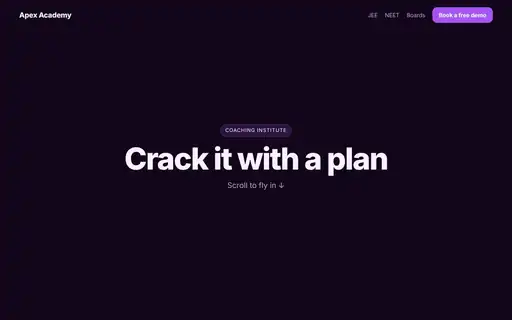 Apex Academy
JEE NEET Boards Book a free demo
COACHING INSTITUTE
Crack it with a plan
Scroll to fly in ↓